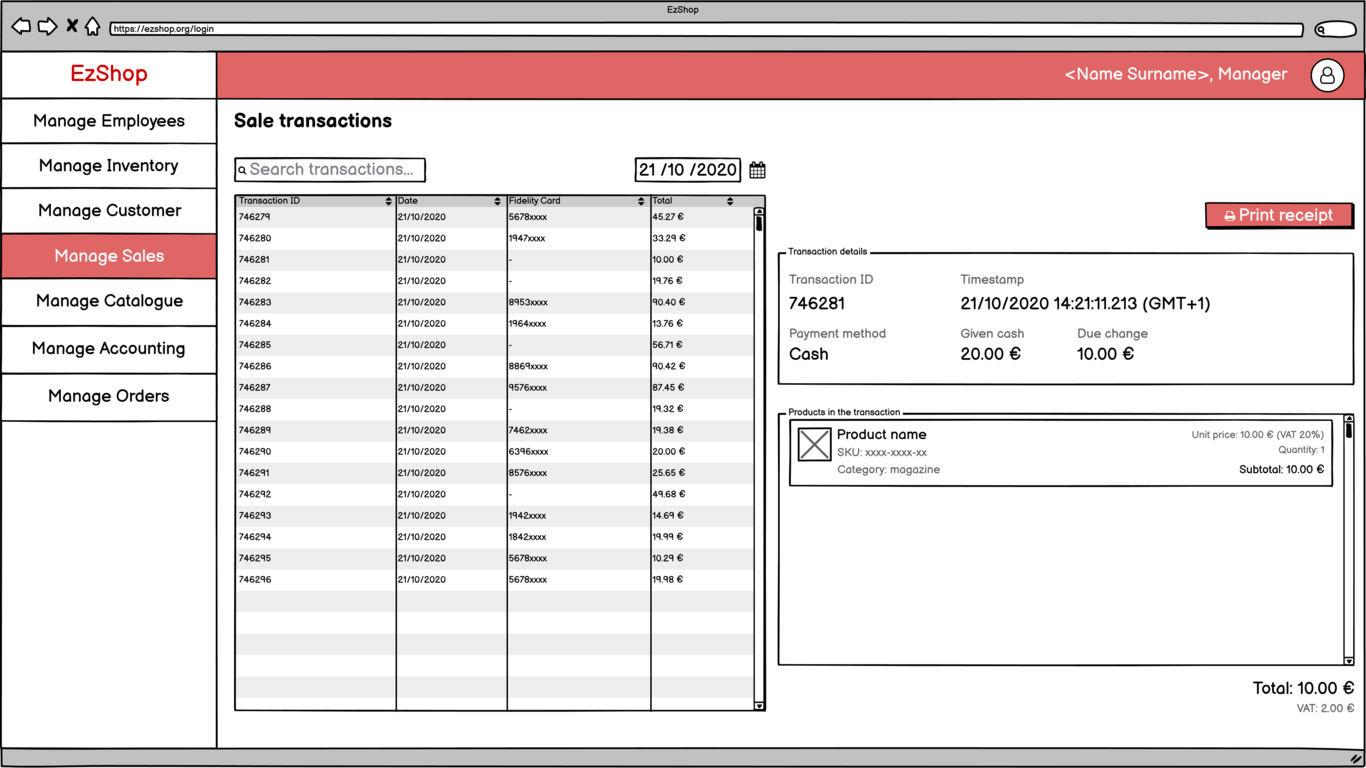 EzShop
https://ezshop.org/login
EzShop
<Name Surname>, Manager
Manage Employees
Manage Inventory
Manage Customer
Manage Sales
Manage Catalogue
Manage Accounting
Manage Orders
Sale transactions
Search transactions...
21 /10 /2020
Transaction ID Date Fidelity Card Total
746279 21/10/2020 5678xxxx 45.27 €
746280 21/10/2020 1947xxxx 33.29 €
746281 21/10/2020 - 10.00 €
746282 21/10/2020 - 19.76 €
746283 21/10/2020 8953xxxx 90.40 €
746284 21/10/2020 1964xxxx 13.76 €
746285 21/10/2020 - 56.71 €
746286 21/10/2020 8869xxxx 90.42 €
746287 21/10/2020 9576xxxx 87.45 €
746288 21/10/2020 - 19.32 €
746289 21/10/2020 7462xxxx 19.38 €
746290 21/10/2020 6396xxxx 20.00 €
746291 21/10/2020 8576xxxx 25.65 €
746292 21/10/2020 - 49.68 €
746293 21/10/2020 1942xxxx 14.69 €
746294 21/10/2020 1842xxxx 19.99 €
746295 21/10/2020 5678xxxx 10.29 €
746296 21/10/2020 5678xxxx 19.98 €
Print receipt
Transaction details
Transaction ID Timestamp
746281 21/10/2020 14:21:11.213 (GMT+1)
Payment method Given cash Due change
Cash 20.00 € 10.00 €
Products in the transaction
Product name
SKU: xxxx-xxxx-xx
Category: magazine
Unit price: 10.00 € (VAT 20%)
Quantity: 1
Subtotal: 10.00 €
Total: 10.00 €
VAT: 2.00 €